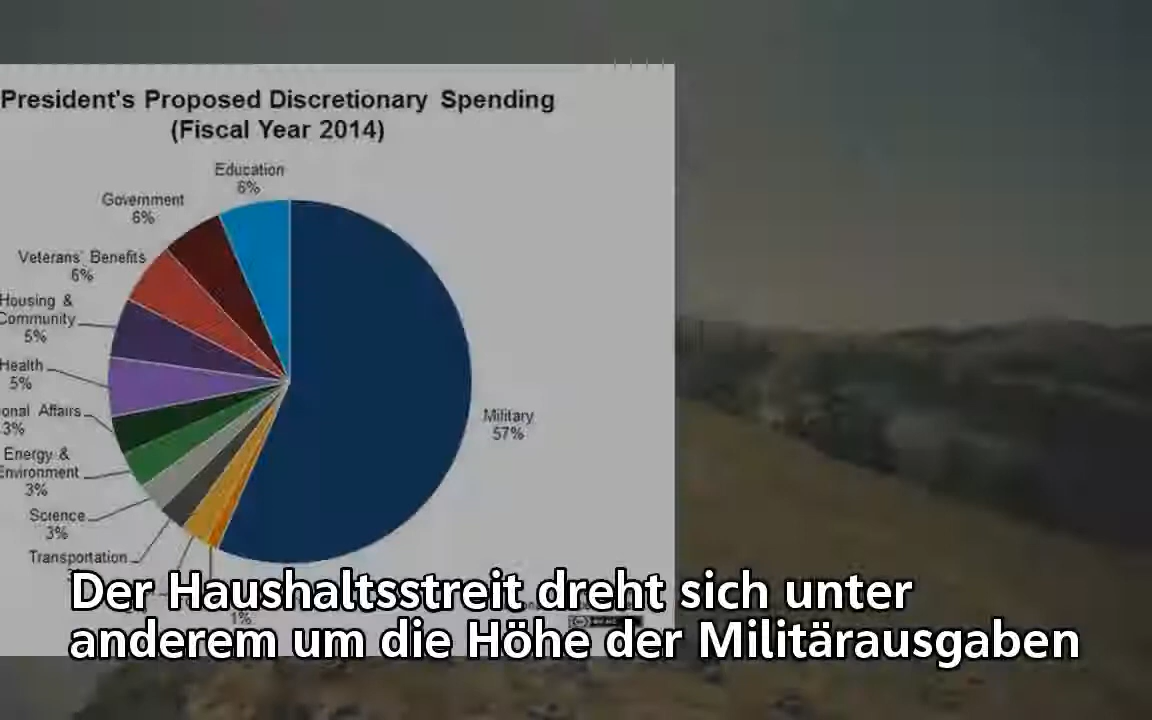 President's Proposed Discretionary Spending
(Fiscal Year 2014)
Education
6%
Government
6%
Veterans' Benefits
6%
Housing &
Community
5%
Health
5%
Affairs
3%
Energy &
Environment
3%
Science
3%
Transportation
Military
57%
1%
Der Haushaltsstreit dreht sich unter
anderem um die Höhe der Militärausgaben